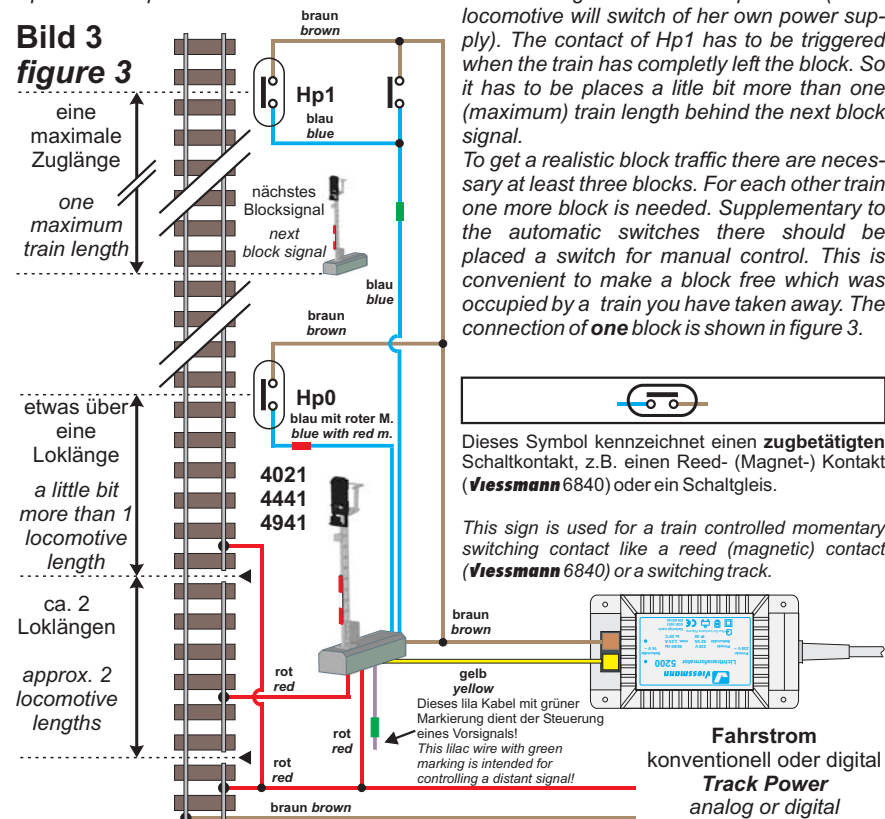 Bild 3
figure 3
eine
maximale
Zuglänge
one
maximum
train length
etwas über
eine
Loklänge
a little bit
more than 1
locomotive
length
ca. 2
Loklängen
approx. 2
locomotive
lengths
braun
brown
Hp1
blau
blue
nächstes
Blocksignal
next
block signal
blau
blue
braun
brown
Hp0
blau mit roter M.
blue with red m.
4021
4441
4941
braun
brown
gelb
yellow
rot
red
rot
red
rot
red
Dieses lila Kabel mit grüner
Markierung dient der Steuerung
eines Vorsignals!
This lilac wire with green
marking is intended for
controlling a distant signal!
braun brown
locomotive will switch of her own power sup-
ply). The contact of Hp1 has to be triggered
when the train has completly left the block. So
it has to be places a litle bit more than one
(maximum) train length behind the next block
signal.
To get a realistic block traffic there are neces-
sary at least three blocks. For each other train
one more block is needed. Supplementary to
the automatic switches there should be
placed a switch for manual control. This is
convenient to make a block free which was
occupied by a train you have taken away. The
connection of one block is shown in figure 3.
Dieses Symbol kennzeichnet einen zugbetätigten
Schaltkontakt, z.B. einen Reed- (Magnet-) Kontakt
(Viessmann 6840) oder ein Schaltgleis.
This sign is used for a train controlled momentary
switching contact like a reed (magnetic) contact
(Viessmann 6840) or a switching track.
Viessmann
Lichttransformator 5200
Fahrstrom
konventionell oder digital
Track Power
analog or digital